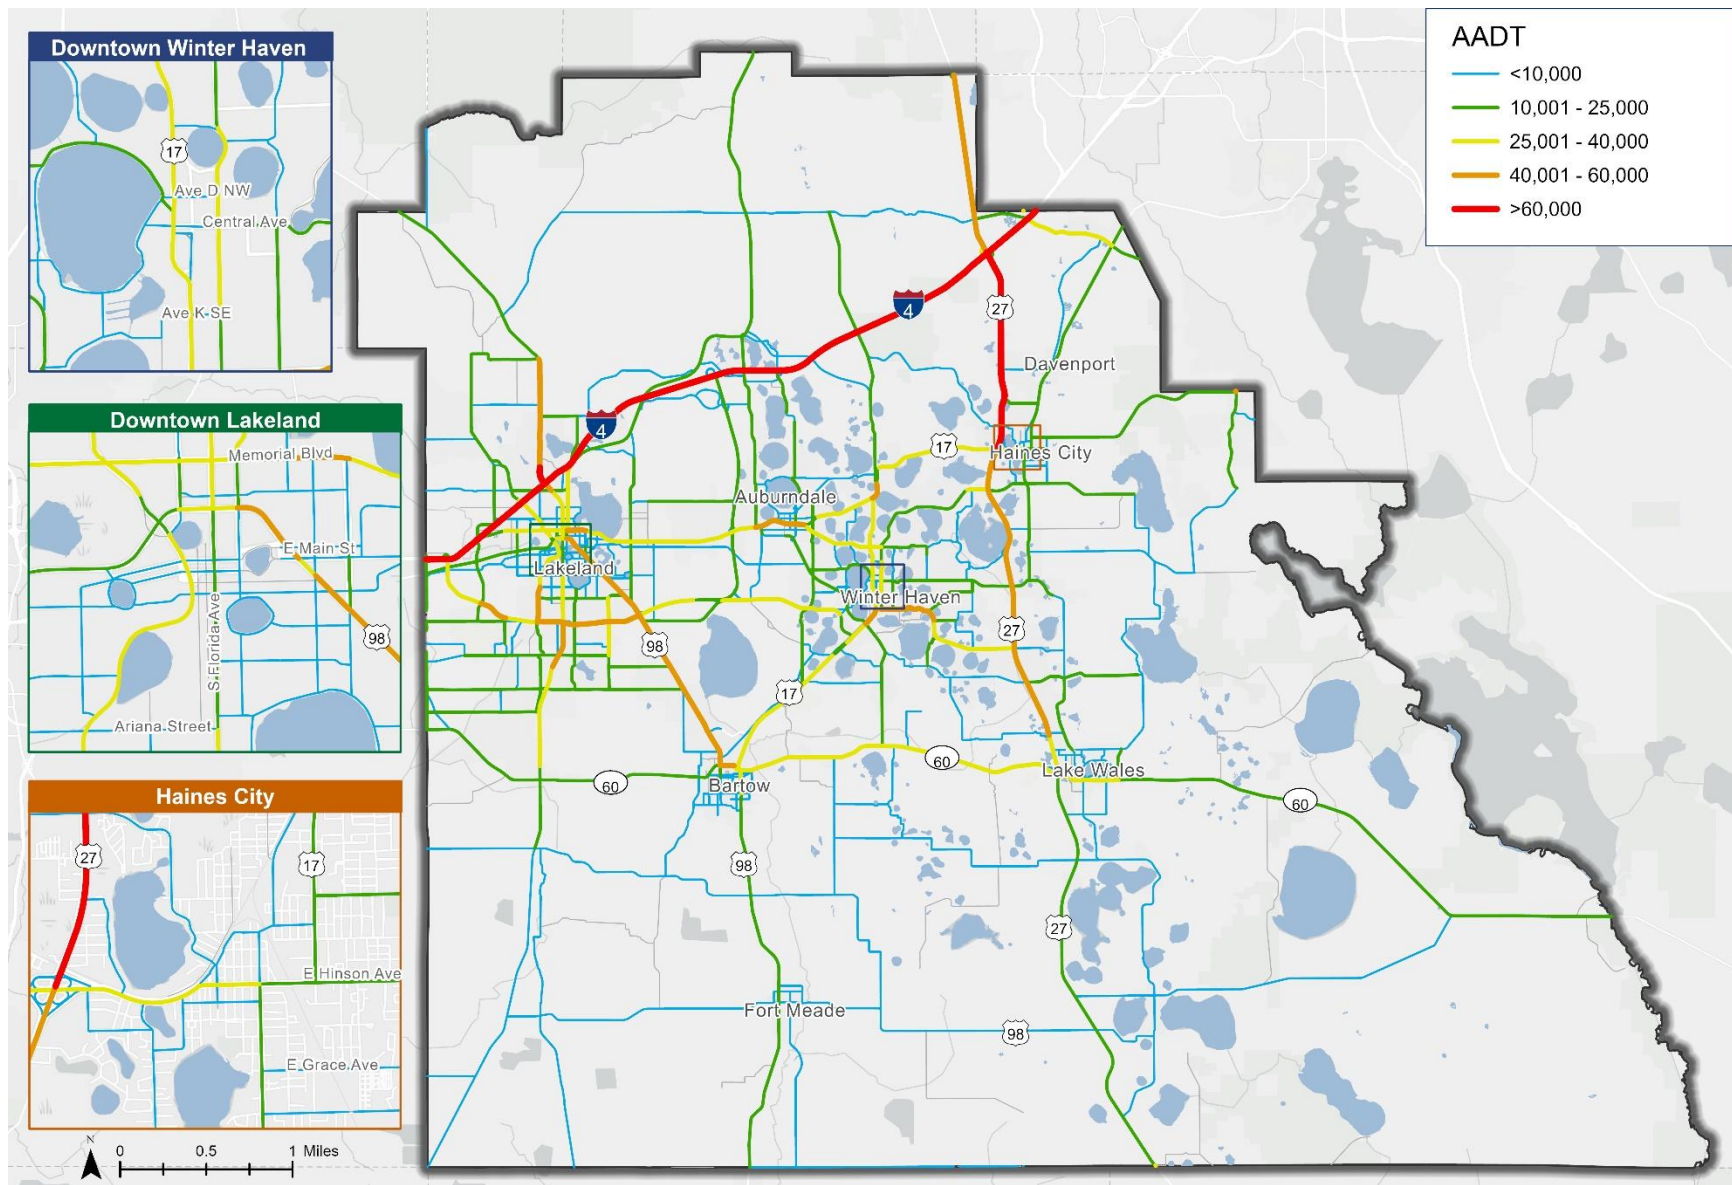 Downtown Winter Haven
17
Ave D NW
Central Ave
Ave K SE
Downtown Lakeland
Memorial Blvd
E Main St
S Florida Ave
98
Ariana Street
Haines City
27
17
E Hinson Ave
E Grace Ave
N
0 0.5 1 Miles
AADT
<10,000
10,001 - 25,000
25,001 - 40,000
40,001 - 60,000
>60,000
4
27
Davenport
4
17
Haines City
Auburndale
Lakeland
Winter Haven
27
98
17
60
Lake Wales
60
Bartow
60
98
27
Fort Meade
98